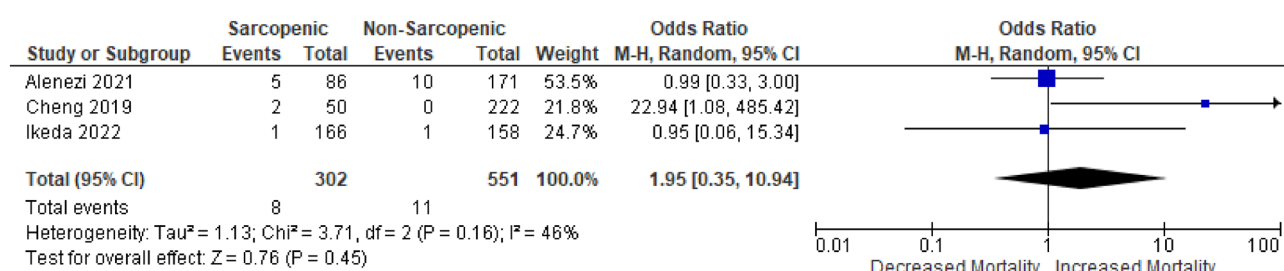 Sarcopenic Non-Sarcopenic Odds Ratio Odds Ratio
Study or Subgroup Events Total Events Total Weight M-H, Random, 95% CI M-H, Random, 95% CI
Alenezi 2021 5 86 10 171 53.5% 0.99 [0.33, 3.00]
Cheng 2019 2 50 0 222 21.8% 22.94 [1.08, 485.42]
Ikeda 2022 1 166 1 158 24.7% 0.95 [0.06, 15.34]
Total (95% CI) 302 551 100.0% 1.95 [0.35, 10.94]
Total events 8 11
Heterogeneity: Tau² = 1.13; Chi² = 3.71, df = 2 (P = 0.16); I² = 46%
Test for overall effect: Z = 0.76 (P = 0.45)
0.01 0.1 1 10 100
Decreased Mortality Increased Mortality